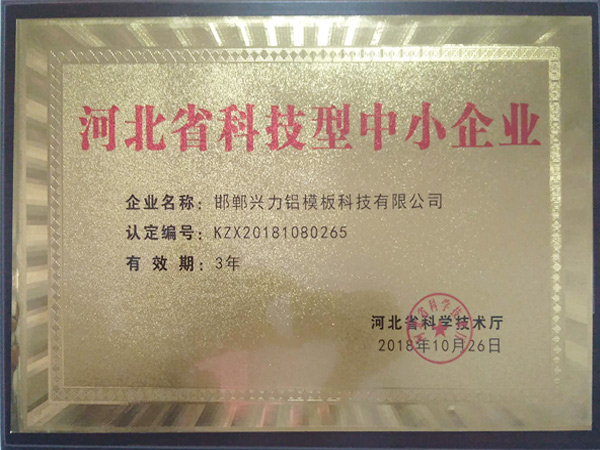 河北省科技型中小企业
企业名称：邯郸兴力铝模板科技有限公司
认定编号：KZX20181080265
有 效 期：3年
河北省科学技术厅
2018年10月26日